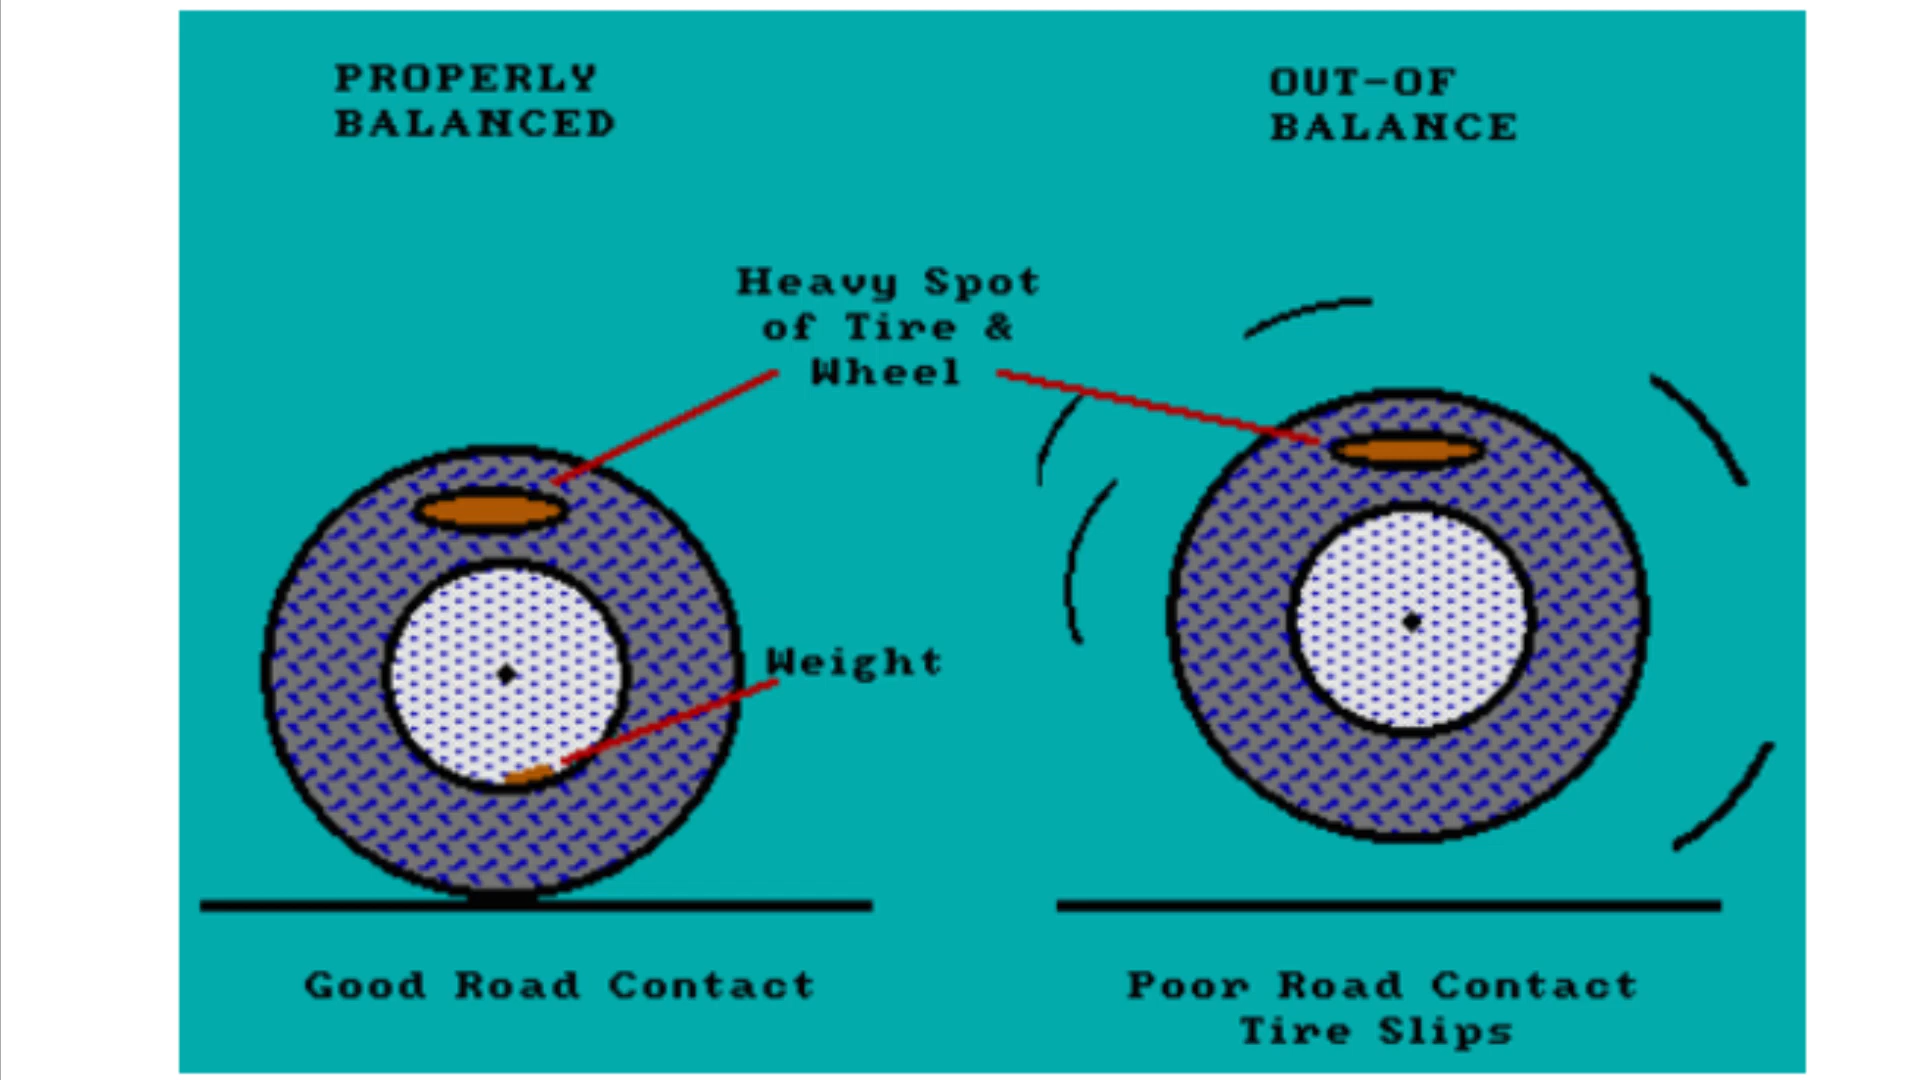 PROPERLY
BALANCED
OUT-OF
BALANCE
Heavy Spot
of Tire &
Wheel
Weight
Good Road Contact
Poor Road Contact
Tire Slips